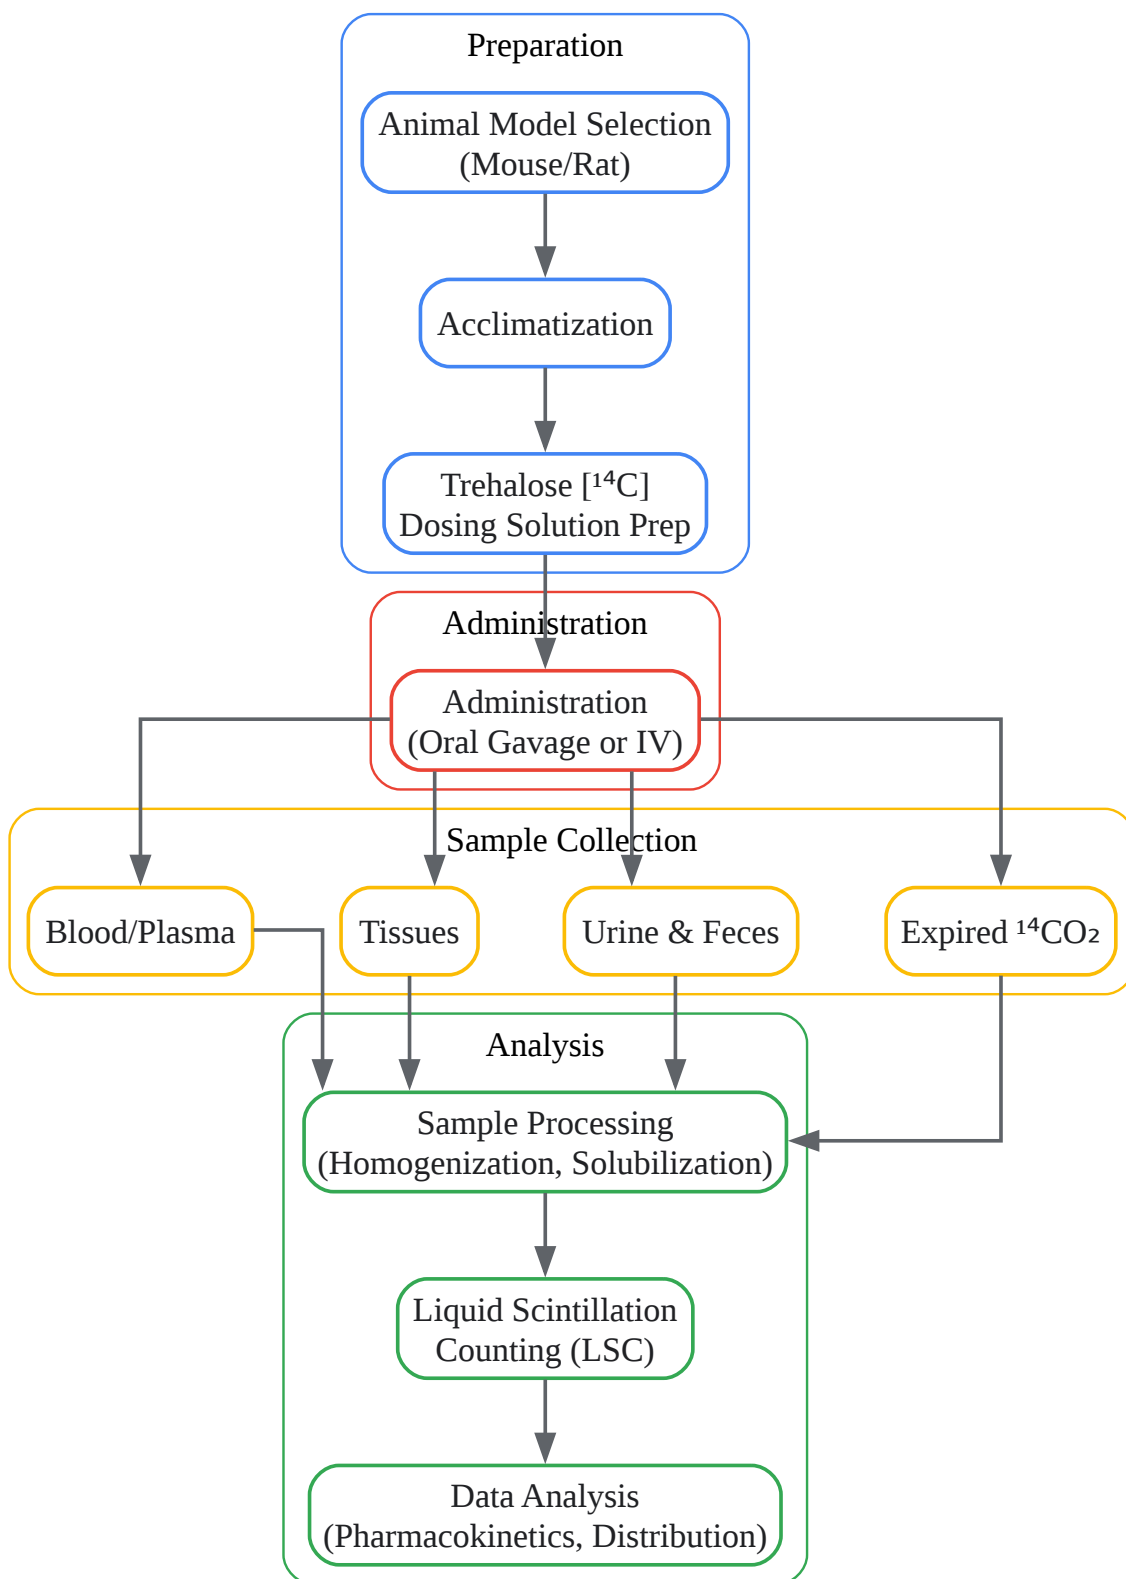 Preparation
Animal Model Selection
(Mouse/Rat)
Acclimatization
Trehalose [¹⁴C]
Dosing Solution Prep
Administration
Administration
(Oral Gavage or IV)
Sample Collection
Blood/Plasma
Tissues
Urine & Feces
Expired ¹⁴CO₂
Analysis
Sample Processing
(Homogenization, Solubilization)
Liquid Scintillation
Counting (LSC)
Data Analysis
(Pharmacokinetics, Distribution)